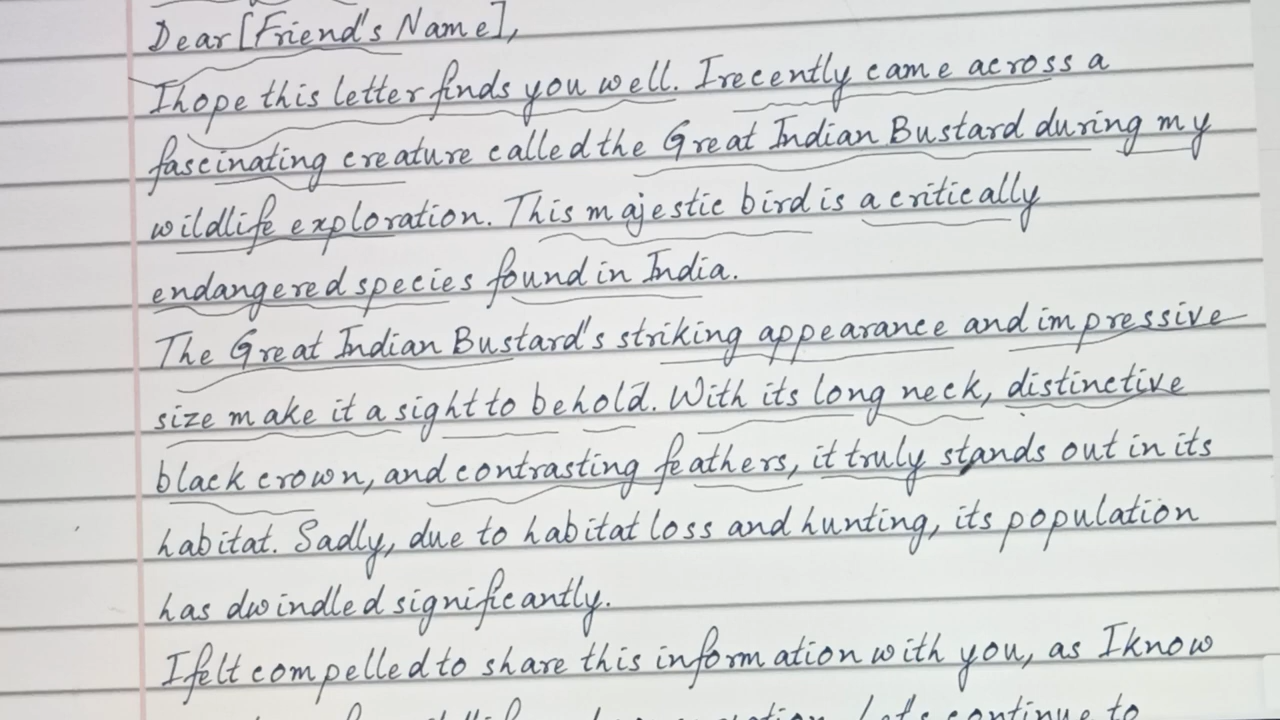 Dear [Friend's Name],
I hope this letter finds you well. I recently came across a
fascinating creature called the Great Indian Bustard during my
wildlife exploration. This majestic bird is a critically
endangered species found in India.
The Great Indian Bustard's striking appearance and impressive
size make it a sight to behold. With its long neck, distinctive
black crown, and contrasting feathers, it truly stands out in its
habitat. Sadly, due to habitat loss and hunting, its population
has dwindled significantly.
I felt compelled to share this information with you, as I know
Let's continue to